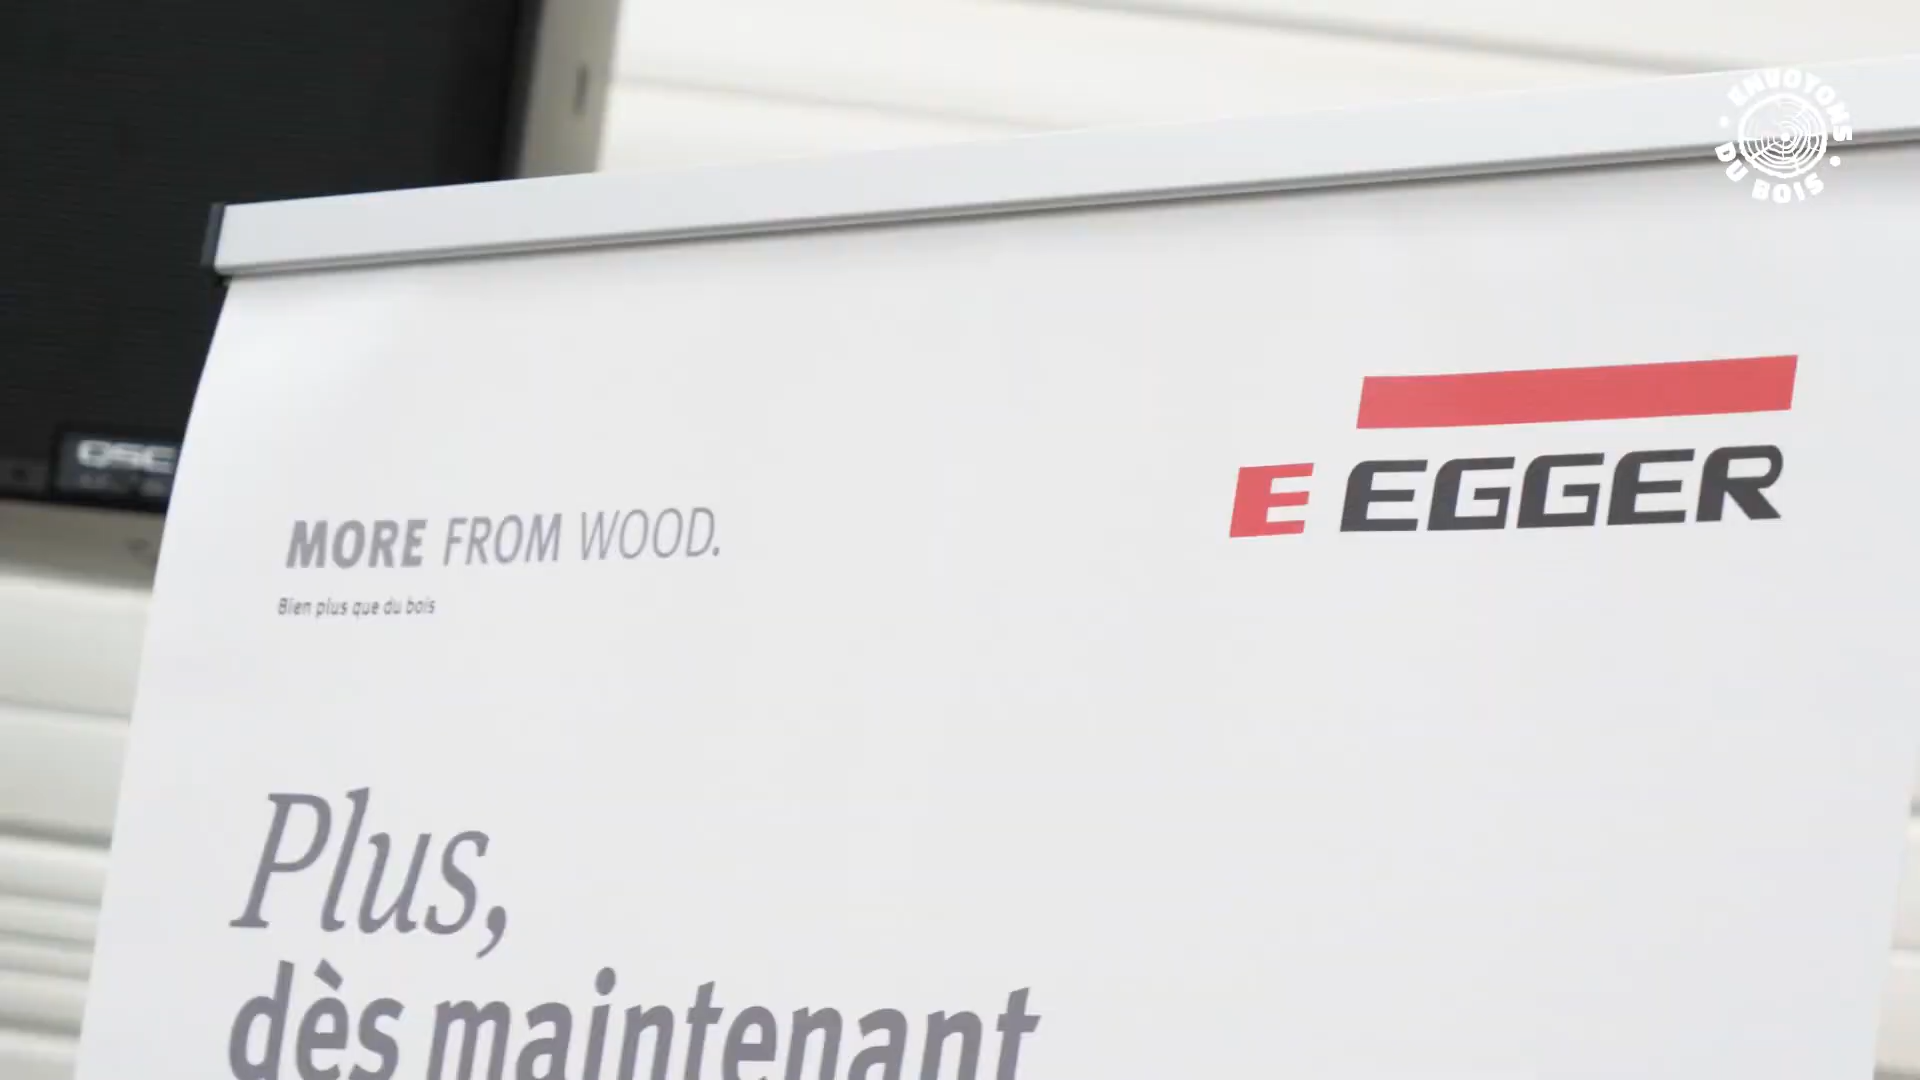 ENVOYONS
DU BOIS
E EGGER
MORE FROM WOOD.
Bien plus que du bois
Plus,
dès maintenant